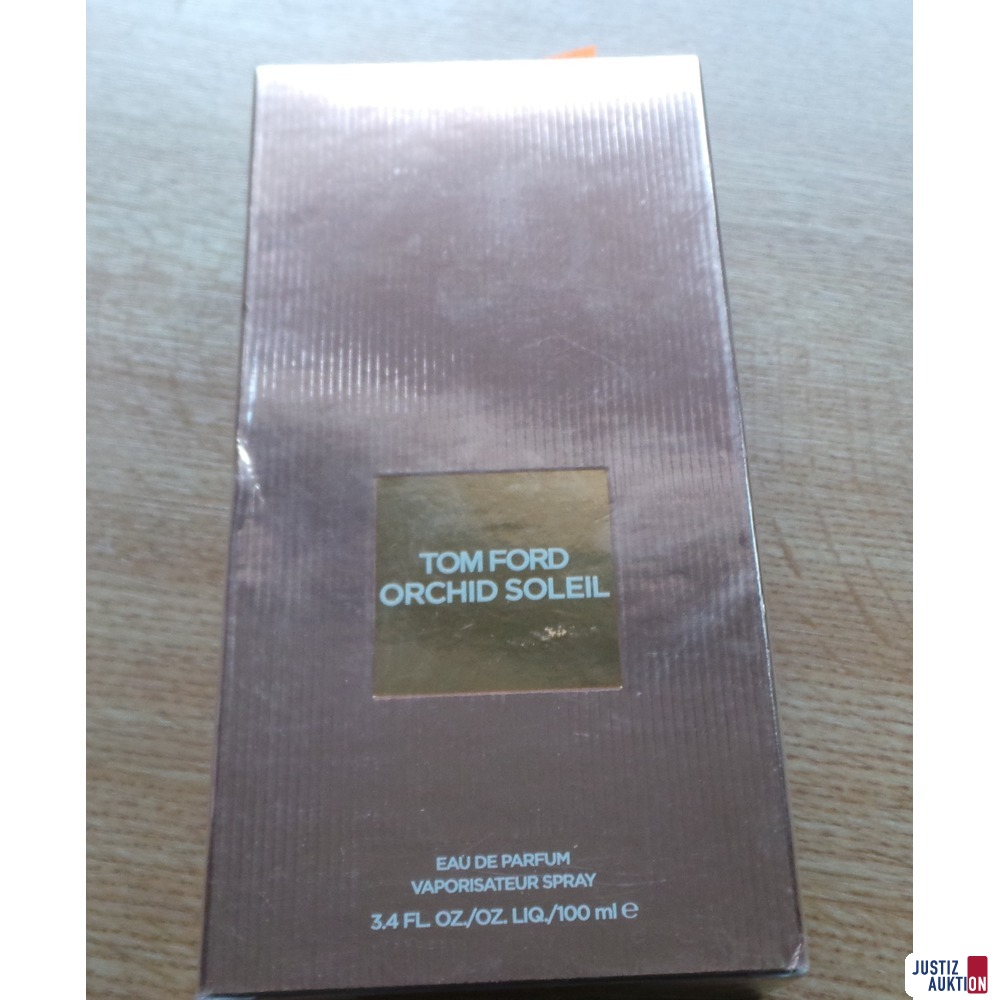 TOM FORD
ORCHID SOLEIL
EAU DE PARFUM
VAPORISATEUR SPRAY
3.4 FL. OZ./OZ. LIQ./100 ml ℮
JUSTIZ
AUKTION